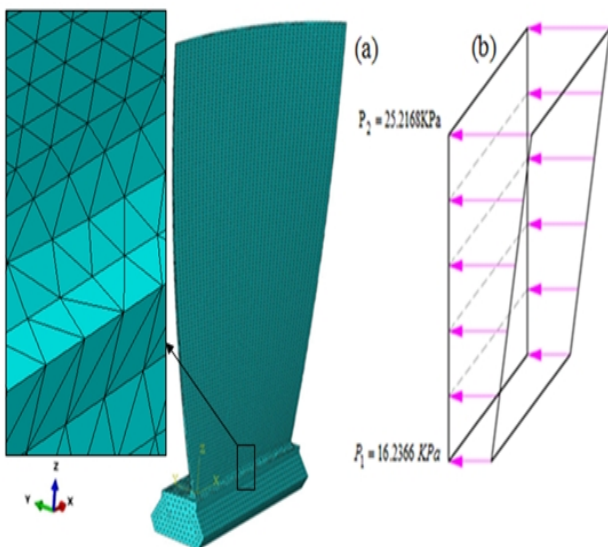 (a)
(b)
P₂ = 25.2168KPa
P₁ = 16.2366 KPa
Z
Y
X